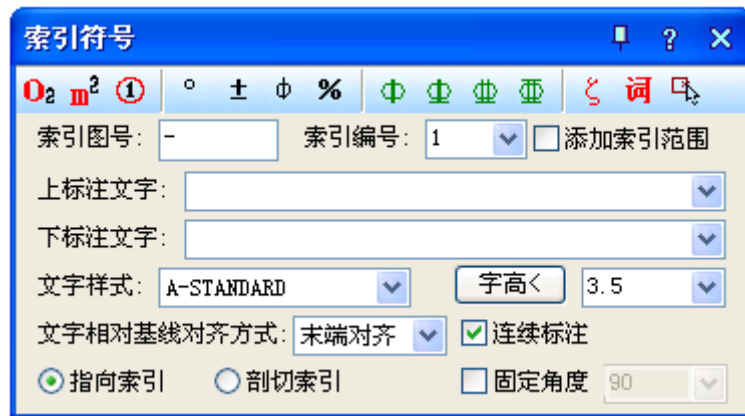 索引符号 ?
O₂ m² ① ° ± φ % 词
索引图号: - 索引编号: 1 添加索引范围
上标注文字:
下标注文字:
文字样式: A-STANDARD 字高< 3.5
文字相对基线对齐方式: 末端对齐 连续标注
指向索引 剖切索引 固定角度 90